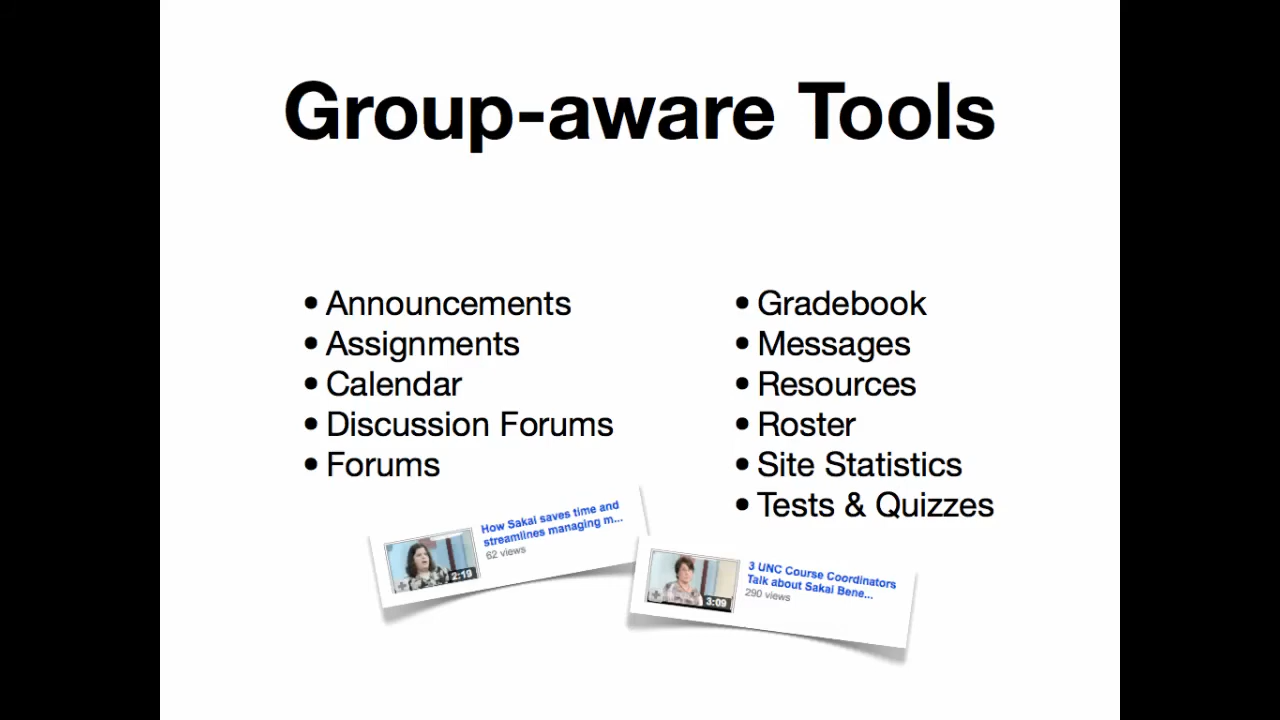 Group-aware Tools
• Announcements
• Assignments
• Calendar
• Discussion Forums
• Forums
• Gradebook
• Messages
• Resources
• Roster
• Site Statistics
• Tests & Quizzes
How Sakai saves time and
streamlines managing m...
62 views
2:19
3 UNC Course Coordinators
Talk about Sakai Bene...
290 views
3:09